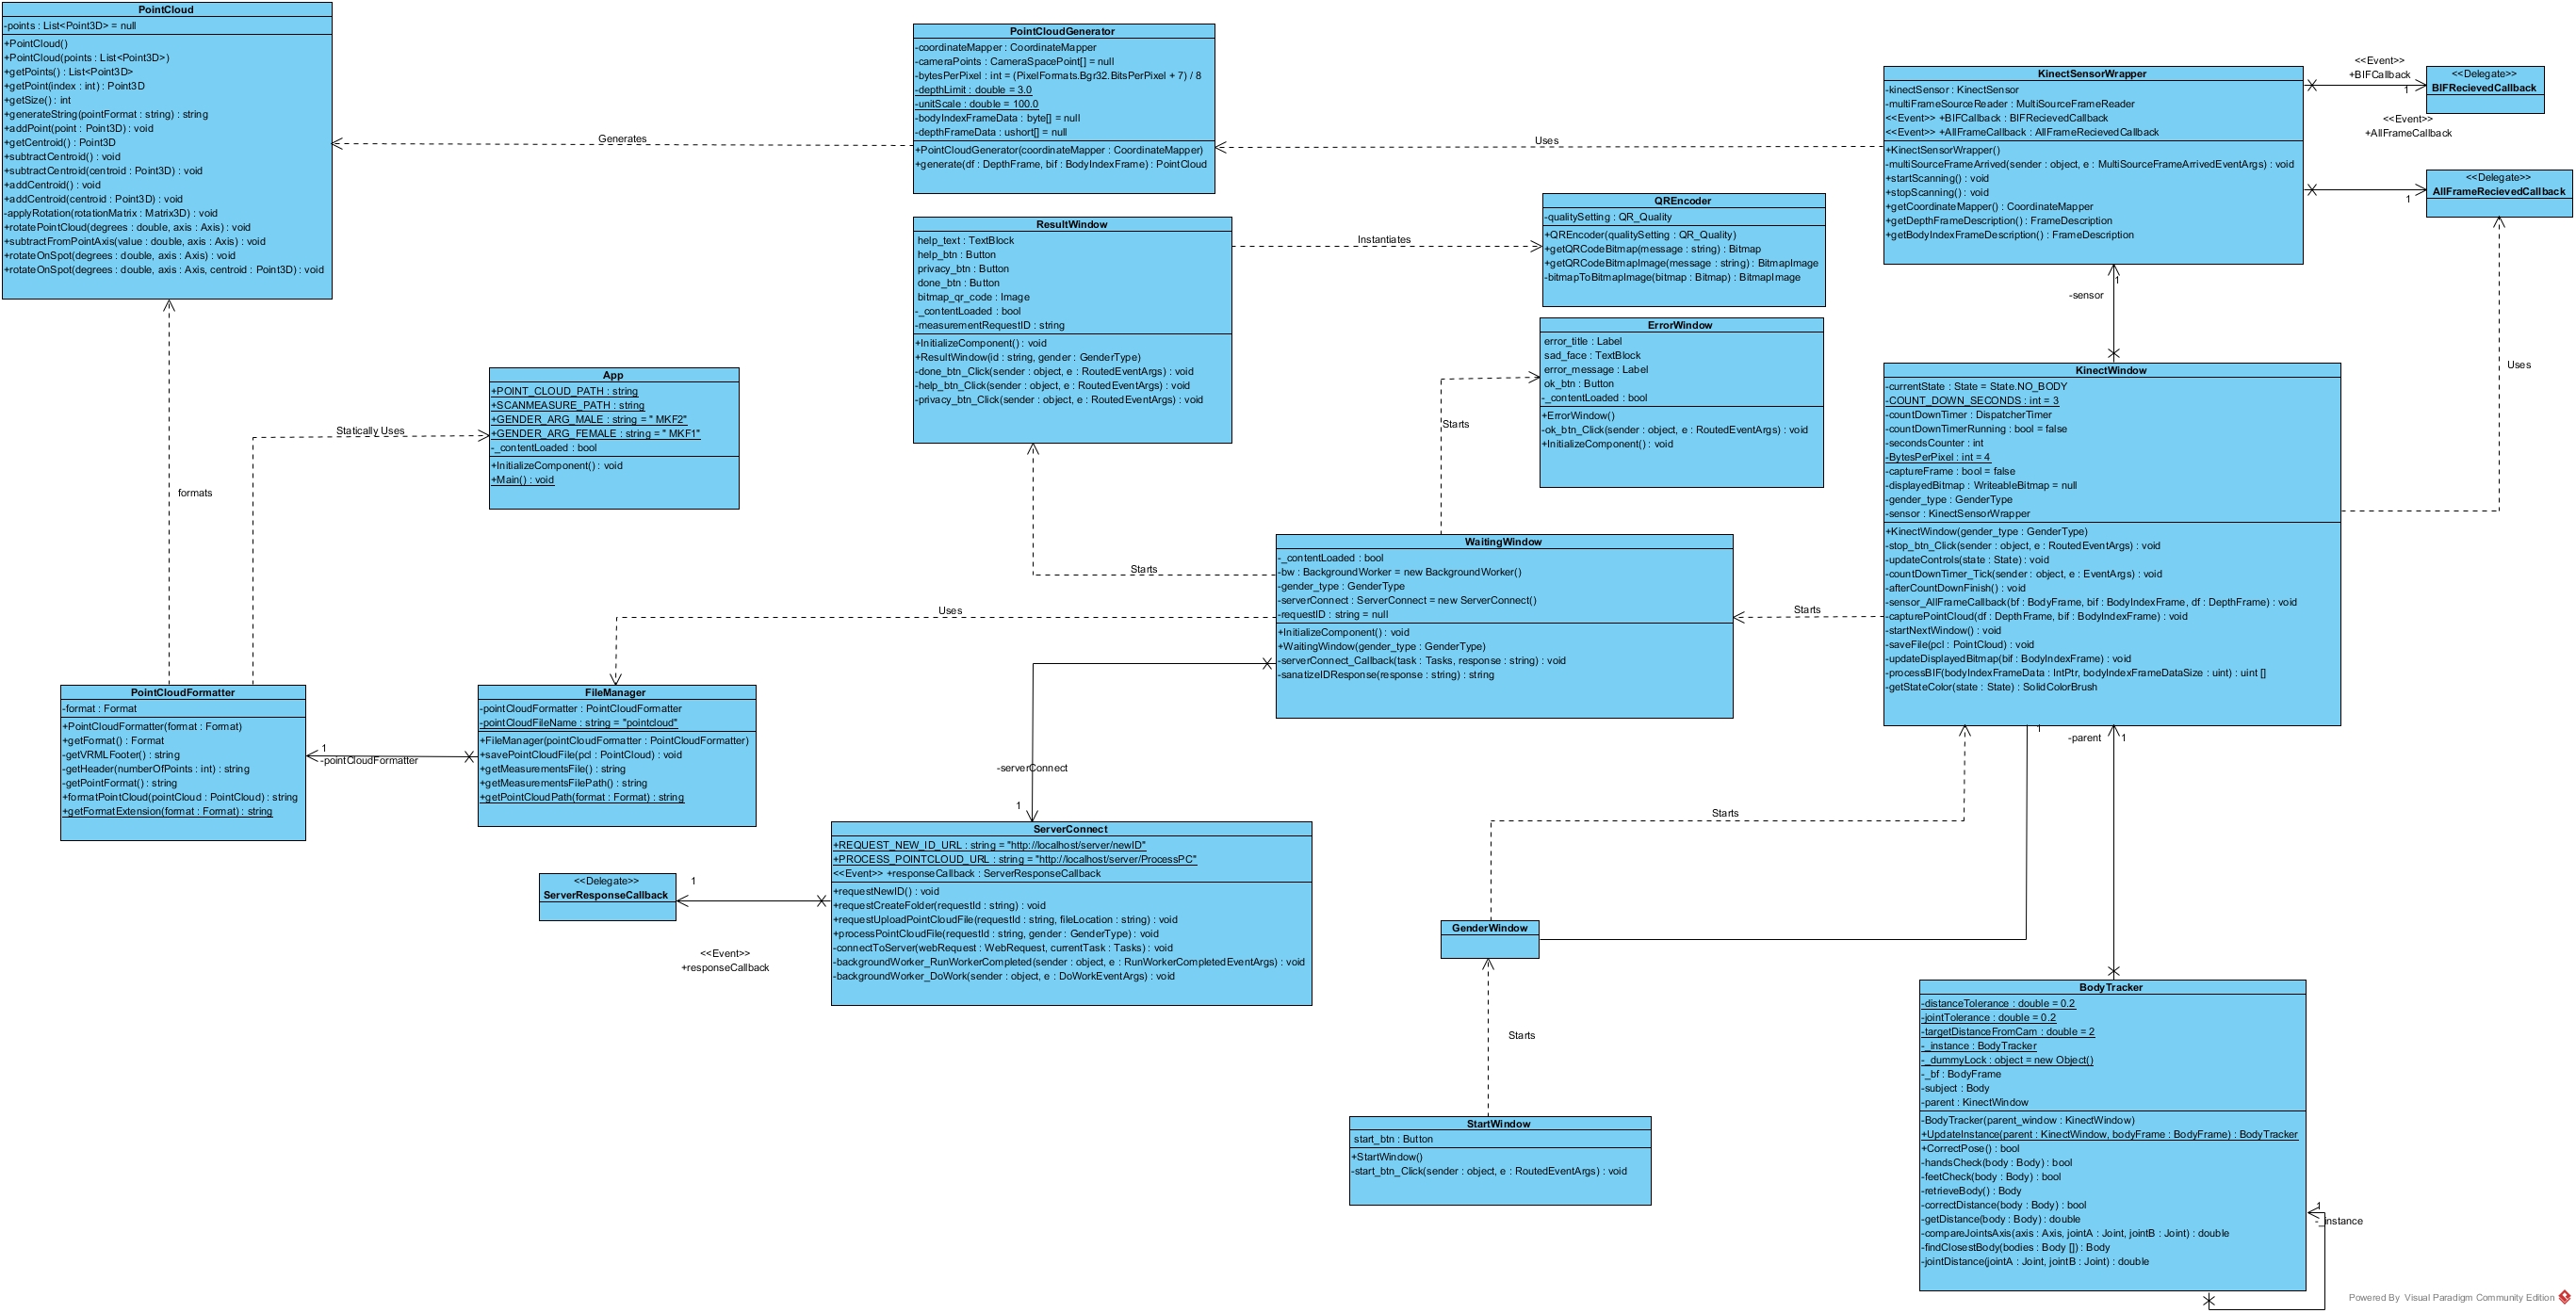 PointCloud
-points : List<Point3D> = null
+PointCloud()
+PointCloud(points : List<Point3D>)
+getPoints() : List<Point3D>
+getPoint(index : int) : Point3D
+getSize() : int
+generateString(pointFormat : string) : string
+addPoint(point : Point3D) : void
+getCentroid() : Point3D
+subtractCentroid() : void
+subtractCentroid(centroid : Point3D) : void
+addCentroid() : void
+addCentroid(centroid : Point3D) : void
-applyRotation(rotationMatrix : Matrix3D) : void
+rotatePointCloud(degrees : double, axis : Axis) : void
+subtractFromPointAxis(value : double, axis : Axis) : void
+rotateOnSpot(degrees : double, axis : Axis) : void
+rotateOnSpot(degrees : double, axis : Axis, centroid : Point3D) : void
Generates
PointCloudGenerator
-coordinateMapper : CoordinateMapper
-cameraPoints : CameraSpacePoint[] = null
-bytesPerPixel : int = (PixelFormats.Bgr32.BitsPerPixel + 7) / 8
-depthLimit : double = 3.0
-unitScale : double = 100.0
-bodyIndexFrameData : byte[] = null
-depthFrameData : ushort[] = null
+PointCloudGenerator(coordinateMapper : CoordinateMapper)
+generate(df : DepthFrame, bif : BodyIndexFrame) : PointCloud
Uses
KinectSensorWrapper
-kinectSensor : KinectSensor
-multiFrameSourceReader : MultiSourceFrameReader
<<Event>> +BIFCallback : BIFRecievedCallback
<<Event>> +AllFrameCallback : AllFrameRecievedCallback
+KinectSensorWrapper()
-multiSourceFrameArrived(sender : object, e : MultiSourceFrameArrivedEventArgs) : void
+startScanning() : void
+stopScanning() : void
+getCoordinateMapper() : CoordinateMapper
+getDepthFrameDescription() : FrameDescription
+getBodyIndexFrameDescription() : FrameDescription
<<Event>>
+BIFCallback
1
<<Delegate>>
BIFRecievedCallback
<<Event>>
+AllFrameCallback
1
<<Delegate>>
AllFrameRecievedCallback
ResultWindow
help_text : TextBlock
help_btn : Button
privacy_btn : Button
done_btn : Button
bitmap_qr_code : Image
-_contentLoaded : bool
-measurementRequestID : string
+InitializeComponent() : void
+ResultWindow(id : string, gender : GenderType)
-done_btn_Click(sender : object, e : RoutedEventArgs) : void
-help_btn_Click(sender : object, e : RoutedEventArgs) : void
-privacy_btn_Click(sender : object, e : RoutedEventArgs) : void
Instantiates
QREncoder
-qualitySetting : QR_Quality
+QREncoder(qualitySetting : QR_Quality)
+getQRCodeBitmap(message : string) : Bitmap
+getQRCodeBitmapImage(message : string) : BitmapImage
-bitmapToBitmapImage(bitmap : Bitmap) : BitmapImage
1
-sensor
ErrorWindow
error_title : Label
sad_face : TextBlock
error_message : Label
ok_btn : Button
-_contentLoaded : bool
+ErrorWindow()
-ok_btn_Click(sender : object, e : RoutedEventArgs) : void
+InitializeComponent() : void
Starts
App
+POINT_CLOUD_PATH : string
+SCANMEASURE_PATH : string
+GENDER_ARG_MALE : string = " MKF2"
+GENDER_ARG_FEMALE : string = " MKF1"
-_contentLoaded : bool
+InitializeComponent() : void
+Main() : void
Statically Uses
formats
KinectWindow
-currentState : State = State.NO_BODY
-COUNT_DOWN_SECONDS : int = 3
-countDownTimer : DispatcherTimer
-countDownTimerRunning : bool = false
-secondsCounter : int
-BytesPerPixel : int = 4
-captureFrame : bool = false
-displayedBitmap : WriteableBitmap = null
-gender_type : GenderType
-sensor : KinectSensorWrapper
+KinectWindow(gender_type : GenderType)
-stop_btn_Click(sender : object, e : RoutedEventArgs) : void
-updateControls(state : State) : void
-countDownTimer_Tick(sender : object, e : EventArgs) : void
-afterCountDownFinish() : void
-sensor_AllFrameCallback(bf : BodyFrame, bif : BodyIndexFrame, df : DepthFrame) : void
-capturePointCloud(df : DepthFrame, bif : BodyIndexFrame) : void
-startNextWindow() : void
-saveFile(pcl : PointCloud) : void
-updateDisplayedBitmap(bif : BodyIndexFrame) : void
-processBIF(bodyIndexFrameData : IntPtr, bodyIndexFrameDataSize : uint) : uint []
-getStateColor(state : State) : SolidColorBrush
Uses
WaitingWindow
-_contentLoaded : bool
-bw : BackgroundWorker = new BackgroundWorker()
-gender_type : GenderType
-serverConnect : ServerConnect = new ServerConnect()
-requestID : string = null
+InitializeComponent() : void
+WaitingWindow(gender_type : GenderType)
-serverConnect_Callback(task : Tasks, response : string) : void
-sanatizeIDResponse(response : string) : string
Starts
Uses
Starts
PointCloudFormatter
-format : Format
+PointCloudFormatter(format : Format)
+getFormat() : Format
-getVRMLFooter() : string
-getHeader(numberOfPoints : int) : string
-getPointFormat() : string
+formatPointCloud(pointCloud : PointCloud) : string
+getFormatExtension(format : Format) : string
1
-pointCloudFormatter
FileManager
-pointCloudFormatter : PointCloudFormatter
-pointCloudFileName : string = "pointcloud"
+FileManager(pointCloudFormatter : PointCloudFormatter)
+savePointCloudFile(pcl : PointCloud) : void
+getMeasurementsFile() : string
+getMeasurementsFilePath() : string
+getPointCloudPath(format : Format) : string
-serverConnect
1
1
-parent
1
Starts
ServerConnect
+REQUEST_NEW_ID_URL : string = "http://localhost/server/newID"
+PROCESS_POINTCLOUD_URL : string = "http://localhost/server/ProcessPC"
<<Event>> +responseCallback : ServerResponseCallback
+requestNewID() : void
+requestCreateFolder(requestId : string) : void
+requestUploadPointCloudFile(requestId : string, fileLocation : string) : void
+processPointCloudFile(requestId : string, gender : GenderType) : void
-connectToServer(webRequest : WebRequest, currentTask : Tasks) : void
-backgroundWorker_RunWorkerCompleted(sender : object, e : RunWorkerCompletedEventArgs) : void
-backgroundWorker_DoWork(sender : object, e : DoWorkEventArgs) : void
<<Delegate>>
ServerResponseCallback
1
<<Event>>
+responseCallback
GenderWindow
Starts
StartWindow
start_btn : Button
+StartWindow()
-start_btn_Click(sender : object, e : RoutedEventArgs) : void
BodyTracker
-distanceTolerance : double = 0.2
-jointTolerance : double = 0.2
-targetDistanceFromCam : double = 2
-_instance : BodyTracker
-_dummyLock : object = new Object()
-_bf : BodyFrame
-subject : Body
-parent : KinectWindow
-BodyTracker(parent_window : KinectWindow)
+UpdateInstance(parent : KinectWindow, bodyFrame : BodyFrame) : BodyTracker
+CorrectPose() : bool
-handsCheck(body : Body) : bool
-feetCheck(body : Body) : bool
-retrieveBody() : Body
-correctDistance(body : Body) : bool
-getDistance(body : Body) : double
-compareJointsAxis(axis : Axis, jointA : Joint, jointB : Joint) : double
-findClosestBody(bodies : Body []) : Body
-jointDistance(jointA : Joint, jointB : Joint) : double
1
-_instance
Powered By Visual Paradigm Community Edition